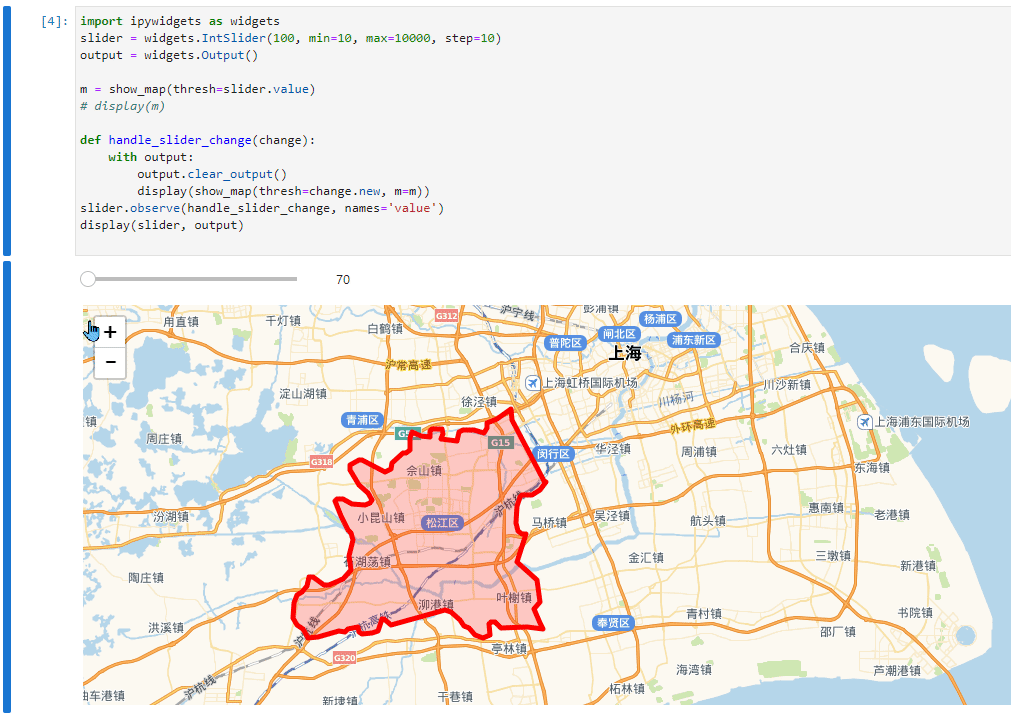 [4]:
import ipywidgets as widgets
slider = widgets.IntSlider(100, min=10, max=10000, step=10)
output = widgets.Output()
m = show_map(thresh=slider.value)
# display(m)
def handle_slider_change(change):
    with output:
        output.clear_output()
        display(show_map(thresh=change.new, m=m))
slider.observe(handle_slider_change, names='value')
display(slider, output)
70
+
−
甪直镇
千灯镇
白鹤镇
G312
沪宁线
彭浦镇
杨浦区
闸北区
普陀区
浦东新区
上海
合庆镇
沪常高速
上海虹桥国际机场
川沙新镇
淀山湖镇
徐泾镇
川杨河
青浦区
外环高速
上海浦东国际机场
镇
周庄镇
G15
闵行区
华泾镇
周浦镇
六灶镇
G318
佘山镇
东海镇
汾湖镇
小昆山镇
松江区
沪杭线
马桥镇
吴泾镇
航头镇
惠南镇
老港镇
石湖荡镇
金汇镇
三墩镇
新港镇
陶庄镇
泖港镇
叶榭镇
洪溪镇
沪杭线
沪杭高铁
奉贤区
青村镇
书院镇
邵厂镇
G320
亭林镇
海湾镇
芦潮港镇
沪杭线
柘林镇
干巷镇
新埭镇
由车港镇